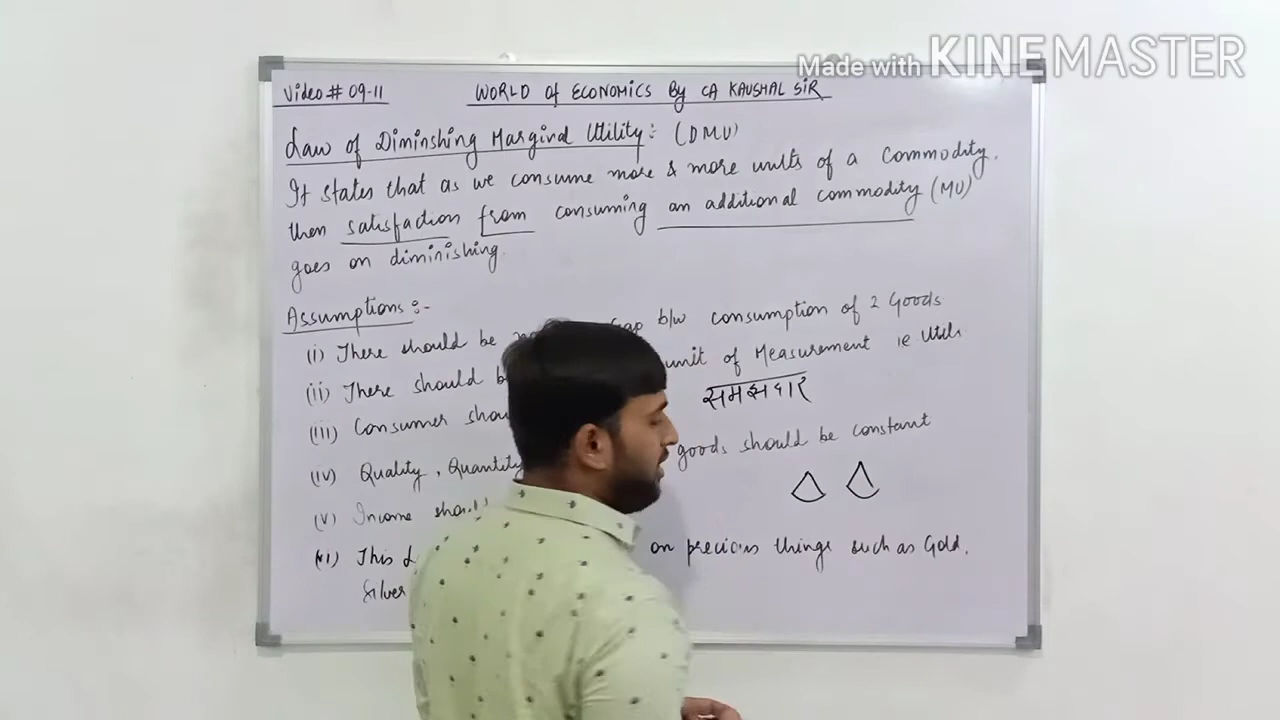 Made with KINEMASTER
Video # 09-11
WORLD of ECONOMICS By CA KAUSHAL SIR
Law of Diminshing Marginal Utility :- (DMU)
It states that as we consume more & more units of a commodity.
then satisfaction from consuming an additional commodity (MU)
goes on diminishing.
Assumptions :-
(i) There should be Gap b/w consumption of 2 Goods
(ii) There should unit of Measurement ie Utils
(iii) Consumer समझदार
(iv) Quality, Quantity goods should be constant
(v) Income
(vi) This on precious things such as Gold,
Silver